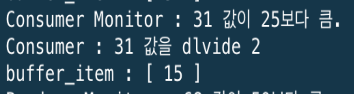 Consumer Monitor : 31 값이 25보다 큼.
Consumer : 31 값을 dlvide 2
buffer_item : [ 15 ]